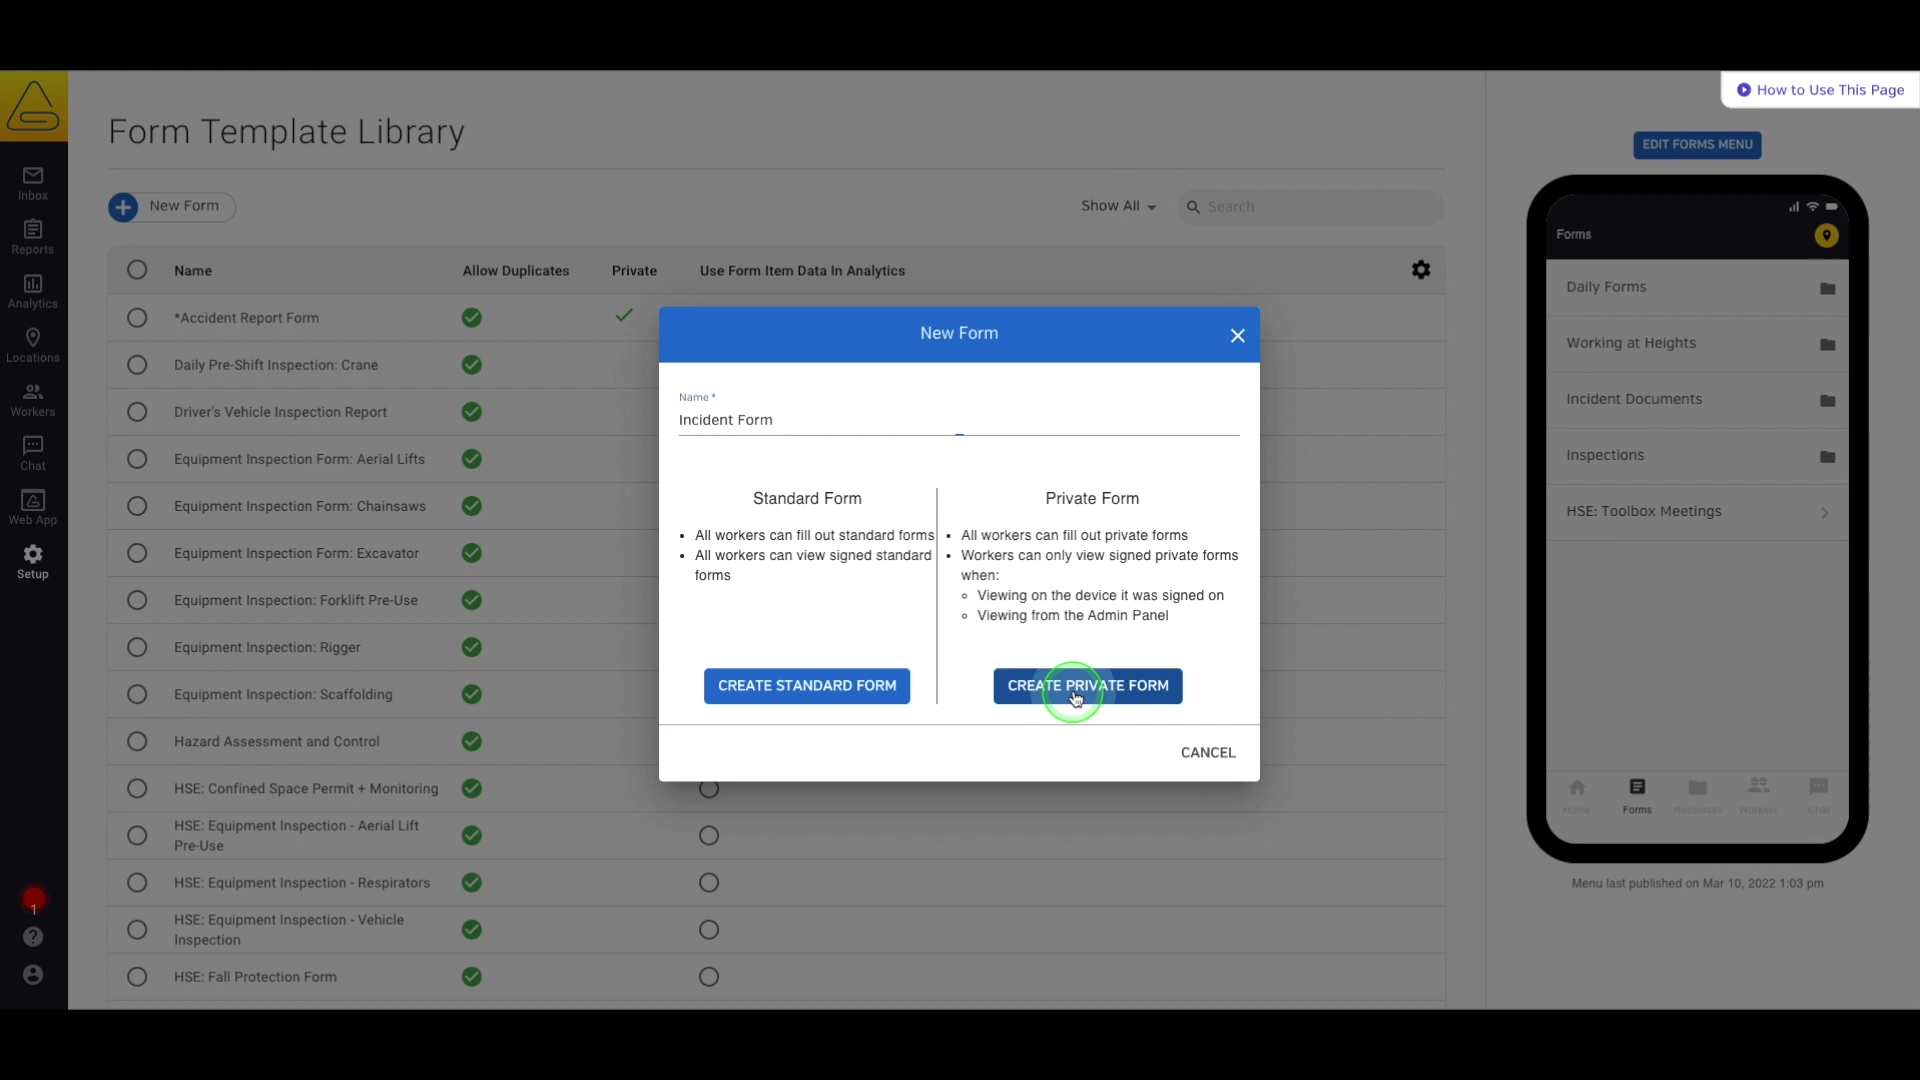 How to Use This Page
Form Template Library
EDIT FORMS MENU
New Form
Show All
Search
Inbox
Reports
Analytics
Locations
Workers
Chat
Web App
Setup
1
Name
Allow Duplicates
Private
Use Form Item Data In Analytics
*Accident Report Form
Daily Pre-Shift Inspection: Crane
Driver's Vehicle Inspection Report
Equipment Inspection Form: Aerial Lifts
Equipment Inspection Form: Chainsaws
Equipment Inspection Form: Excavator
Equipment Inspection: Forklift Pre-Use
Equipment Inspection: Rigger
Equipment Inspection: Scaffolding
Hazard Assessment and Control
HSE: Confined Space Permit + Monitoring
HSE: Equipment Inspection - Aerial Lift
Pre-Use
HSE: Equipment Inspection - Respirators
HSE: Equipment Inspection - Vehicle
Inspection
HSE: Fall Protection Form
New Form
Name *
Incident Form
Standard Form
All workers can fill out standard forms
All workers can view signed standard
forms
CREATE STANDARD FORM
Private Form
All workers can fill out private forms
Workers can only view signed private forms
when:
Viewing on the device it was signed on
Viewing from the Admin Panel
CREATE PRIVATE FORM
CANCEL
Forms
Daily Forms
Working at Heights
Incident Documents
Inspections
HSE: Toolbox Meetings
Home
Forms
Resources
Workers
Chat
Menu last published on Mar 10, 2022 1:03 pm